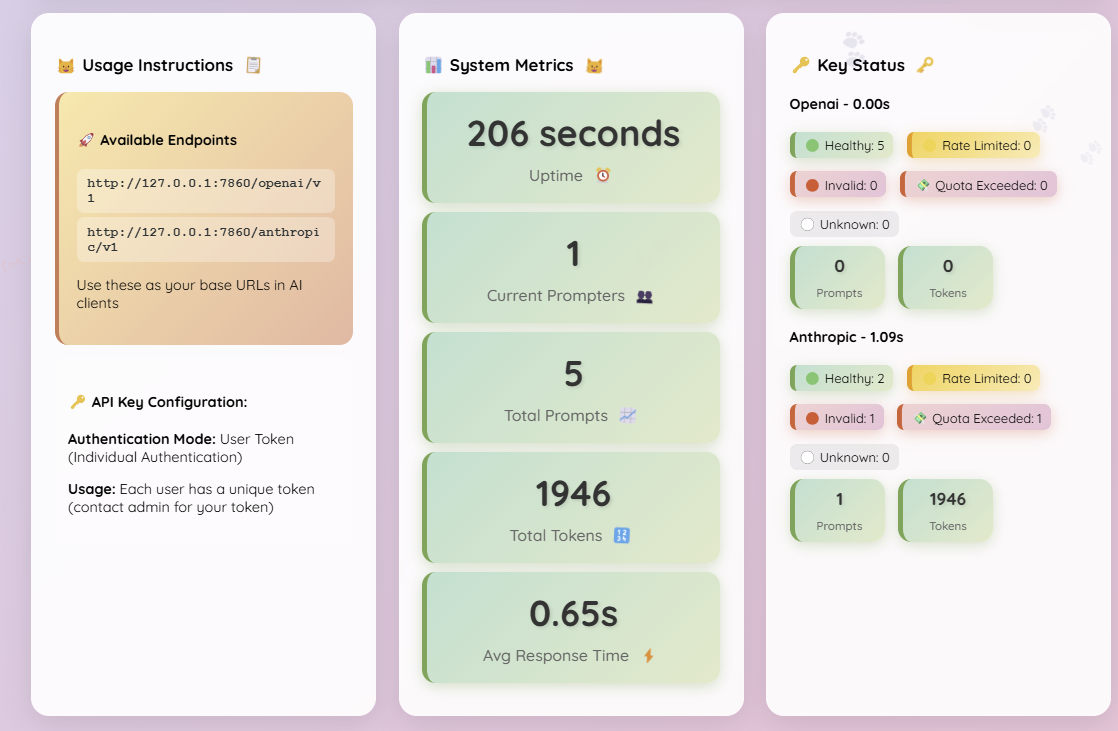 Usage Instructions
Available Endpoints
http://127.0.0.1:7860/openai/v
1
http://127.0.0.1:7860/anthropi
c/v1
Use these as your base URLs in AI
clients
API Key Configuration:
Authentication Mode: User Token
(Individual Authentication)
Usage: Each user has a unique token
(contact admin for your token)
System Metrics
206 seconds
Uptime
1
Current Prompters
5
Total Prompts
1946
Total Tokens
0.65s
Avg Response Time
Key Status
Openai - 0.00s
Healthy: 5
Rate Limited: 0
Invalid: 0
Quota Exceeded: 0
Unknown: 0
0
Prompts
0
Tokens
Anthropic - 1.09s
Healthy: 2
Rate Limited: 0
Invalid: 1
Quota Exceeded: 1
Unknown: 0
1
Prompts
1946
Tokens